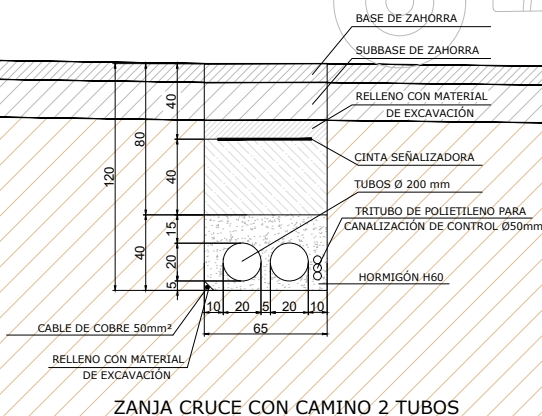 BASE DE ZAHORRA
SUBBASE DE ZAHORRA
RELLENO CON MATERIAL
DE EXCAVACIÓN
CINTA SEÑALIZADORA
TUBOS Ø 200 mm
TRITUBO DE POLIETILENO PARA
CANALIZACIÓN DE CONTROL Ø50mm
HORMIGÓN H60
120
80
40
40
40
15
20
5
10 20 5 20 10
65
CABLE DE COBRE 50mm²
RELLENO CON MATERIAL
DE EXCAVACIÓN
ZANJA CRUCE CON CAMINO 2 TUBOS